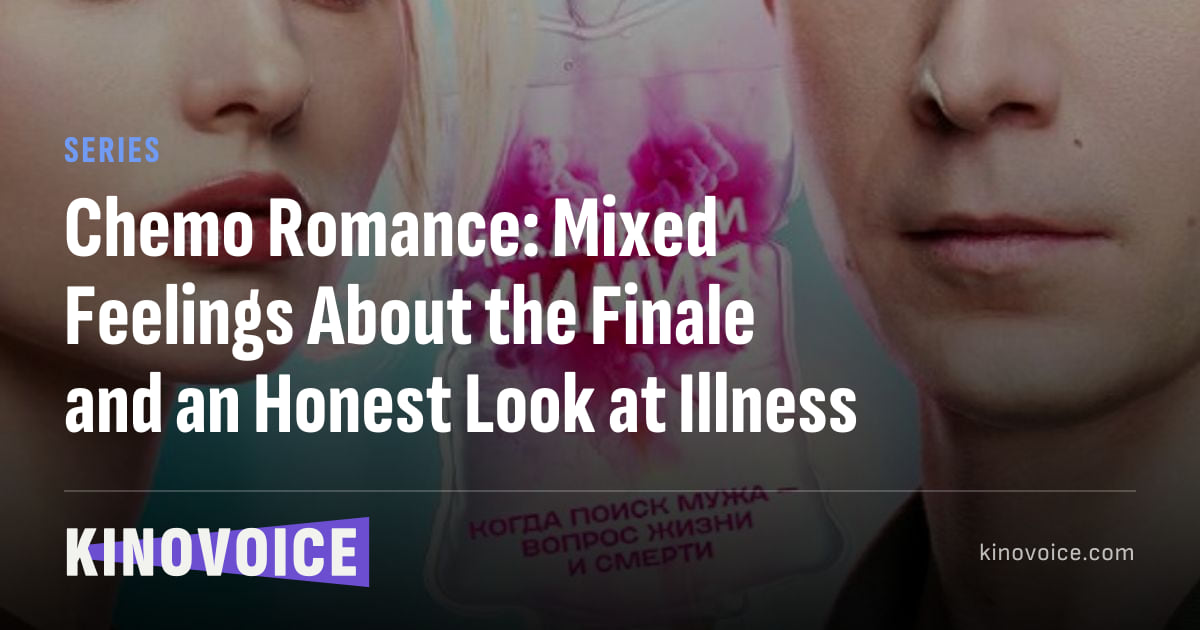 SERIES
Chemo Romance: Mixed
Feelings About the Finale
and an Honest Look at Illness
КОГДА ПОИСК МУЖА —
ВОПРОС ЖИЗНИ
И СМЕРТИ
KINOVOICE
kinovoice.com